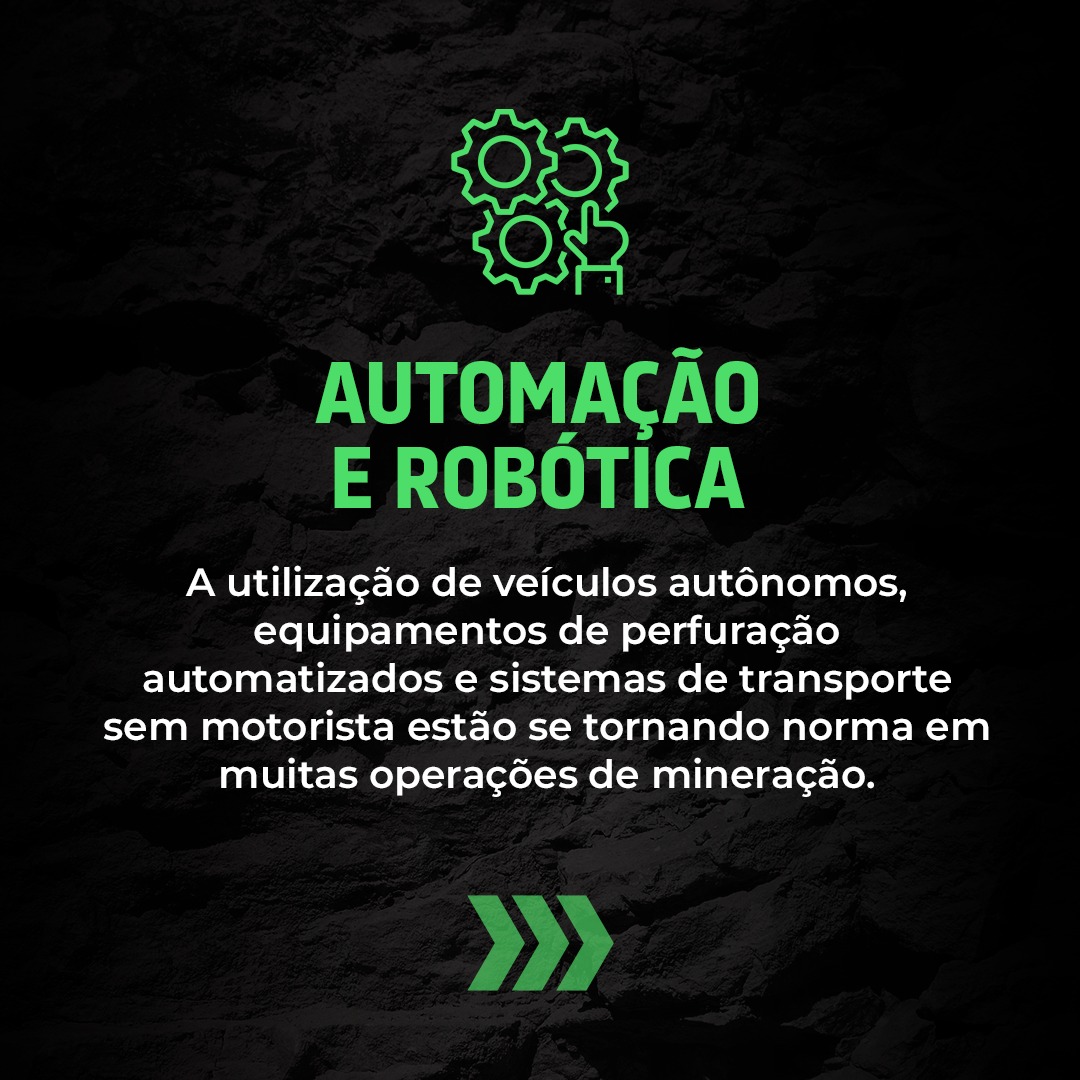 AUTOMAÇÃO
E ROBÓTICA
A utilização de veículos autônomos,
equipamentos de perfuração
automatizados e sistemas de transporte
sem motorista estão se tornando norma em
muitas operações de mineração.